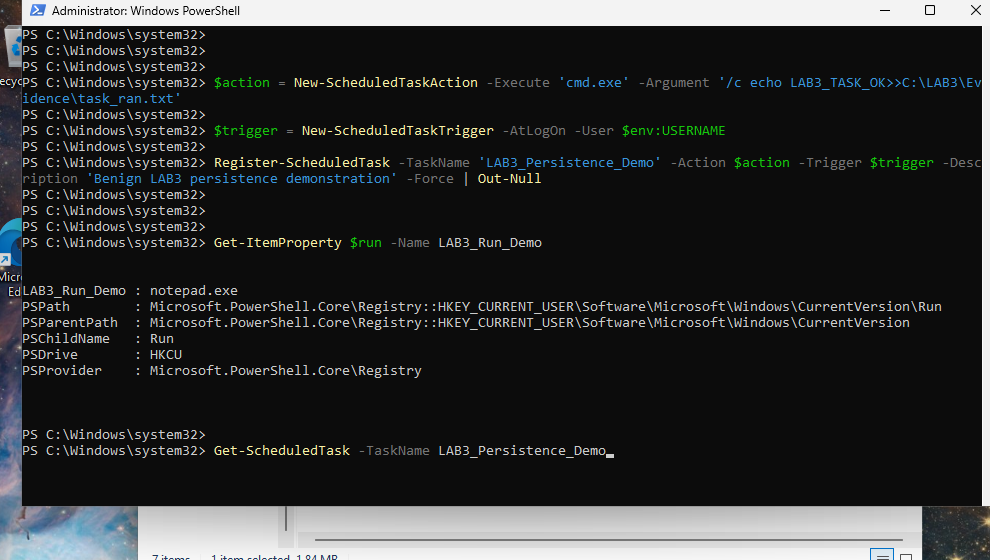 Administrator: Windows PowerShell
PS C:\Windows\system32>
PS C:\Windows\system32>
PS C:\Windows\system32>
PS C:\Windows\system32> $action = New-ScheduledTaskAction -Execute 'cmd.exe' -Argument '/c echo LAB3_TASK_OK>>C:\LAB3\Ev
idence\task_ran.txt'
PS C:\Windows\system32>
PS C:\Windows\system32> $trigger = New-ScheduledTaskTrigger -AtLogOn -User $env:USERNAME
PS C:\Windows\system32>
PS C:\Windows\system32> Register-ScheduledTask -TaskName 'LAB3_Persistence_Demo' -Action $action -Trigger $trigger -Desc
ription 'Benign LAB3 persistence demonstration' -Force | Out-Null
PS C:\Windows\system32>
PS C:\Windows\system32>
PS C:\Windows\system32>
PS C:\Windows\system32> Get-ItemProperty $run -Name LAB3_Run_Demo
LAB3_Run_Demo : notepad.exe
PSPath        : Microsoft.PowerShell.Core\Registry::HKEY_CURRENT_USER\Software\Microsoft\Windows\CurrentVersion\Run
PSParentPath  : Microsoft.PowerShell.Core\Registry::HKEY_CURRENT_USER\Software\Microsoft\Windows\CurrentVersion
PSChildName   : Run
PSDrive       : HKCU
PSProvider    : Microsoft.PowerShell.Core\Registry
PS C:\Windows\system32>
PS C:\Windows\system32> Get-ScheduledTask -TaskName LAB3_Persistence_Demo
ecyc
Micr
Ed
7 items
1 item selected 1.84 MB